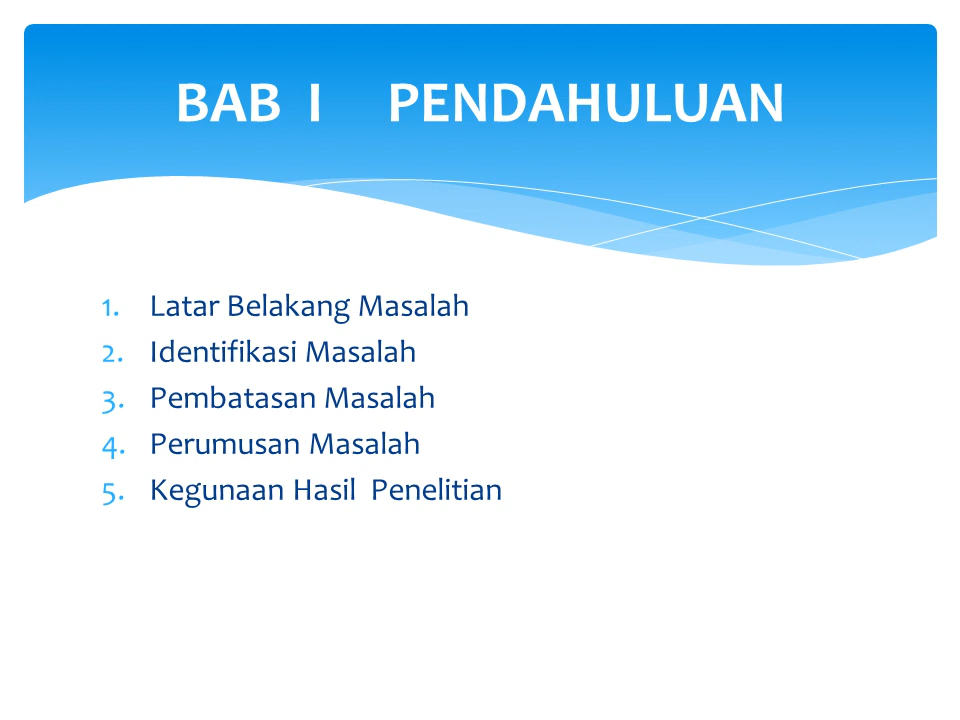 BAB I PENDAHULUAN
1. Latar Belakang Masalah
2. Identifikasi Masalah
3. Pembatasan Masalah
4. Perumusan Masalah
5. Kegunaan Hasil Penelitian